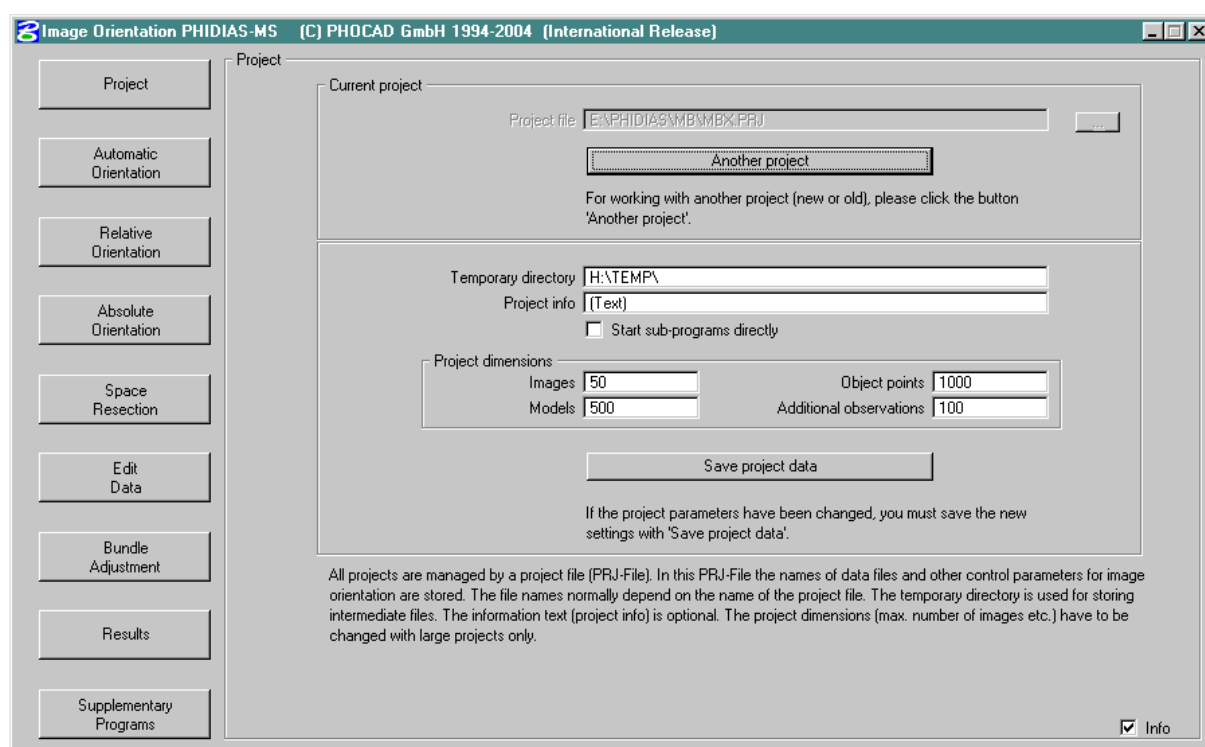 Image Orientation PHIDIAS-MS (C) PHOCAD GmbH 1994-2004 (International Release)
Project
Automatic
Orientation
Relative
Orientation
Absolute
Orientation
Space
Resection
Edit
Data
Bundle
Adjustment
Results
Supplementary
Programs
Project
Current project
Project file E:\PHIDIAS\MB\MBX.PRJ ...
Another project
For working with another project (new or old), please click the button
'Another project'.
Temporary directory H:\TEMP\
Project info (Text)
Start sub-programs directly
Project dimensions
Images 50 Object points 1000
Models 500 Additional observations 100
Save project data
If the project parameters have been changed, you must save the new
settings with 'Save project data'.
All projects are managed by a project file (PRJ-File). In this PRJ-File the names of data files and other control parameters for image
orientation are stored. The file names normally depend on the name of the project file. The temporary directory is used for storing
intermediate files. The information text (project info) is optional. The project dimensions (max. number of images etc.) have to be
changed with large projects only.
Info